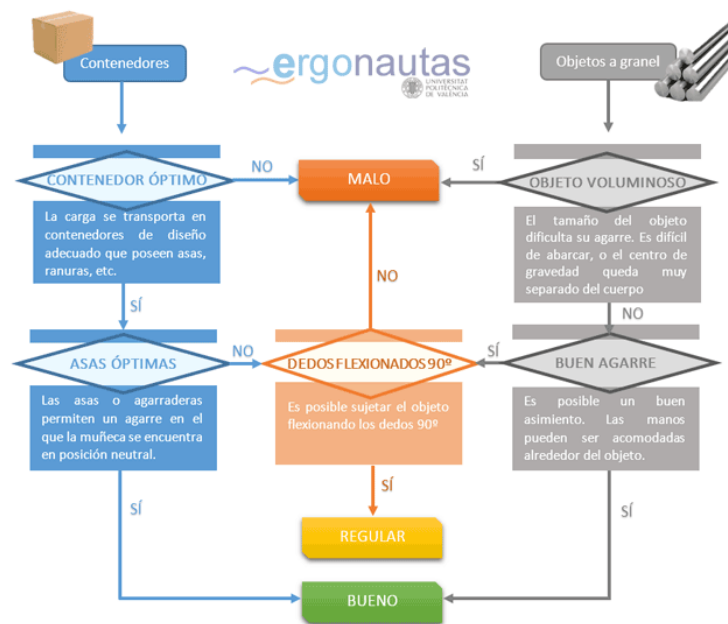 Contenedores
ergonautas
UNIVERSITAT
POLITÈCNICA
DE VALÈNCIA
Objetos a granel
CONTENEDOR ÓPTIMO
NO
MALO
SÍ
OBJETO VOLUMINOSO
La carga se transporta en
contenedores de diseño
adecuado que poseen asas,
ranuras, etc.
El tamaño del objeto
dificulta su agarre. Es difícil
de abarcar, o el centro de
gravedad queda muy
separado del cuerpo
SÍ
NO
NO
ASAS ÓPTIMAS
NO
DEDOS FLEXIONADOS 90º
SÍ
BUEN AGARRE
Las asas o agarraderas
permiten un agarre en el
que la muñeca se encuentra
en posición neutral.
Es posible sujetar el objeto
flexionando los dedos 90º
Es posible un buen
asimiento. Las manos
pueden ser acomodadas
alrededor del objeto.
SÍ
SÍ
SÍ
REGULAR
BUENO